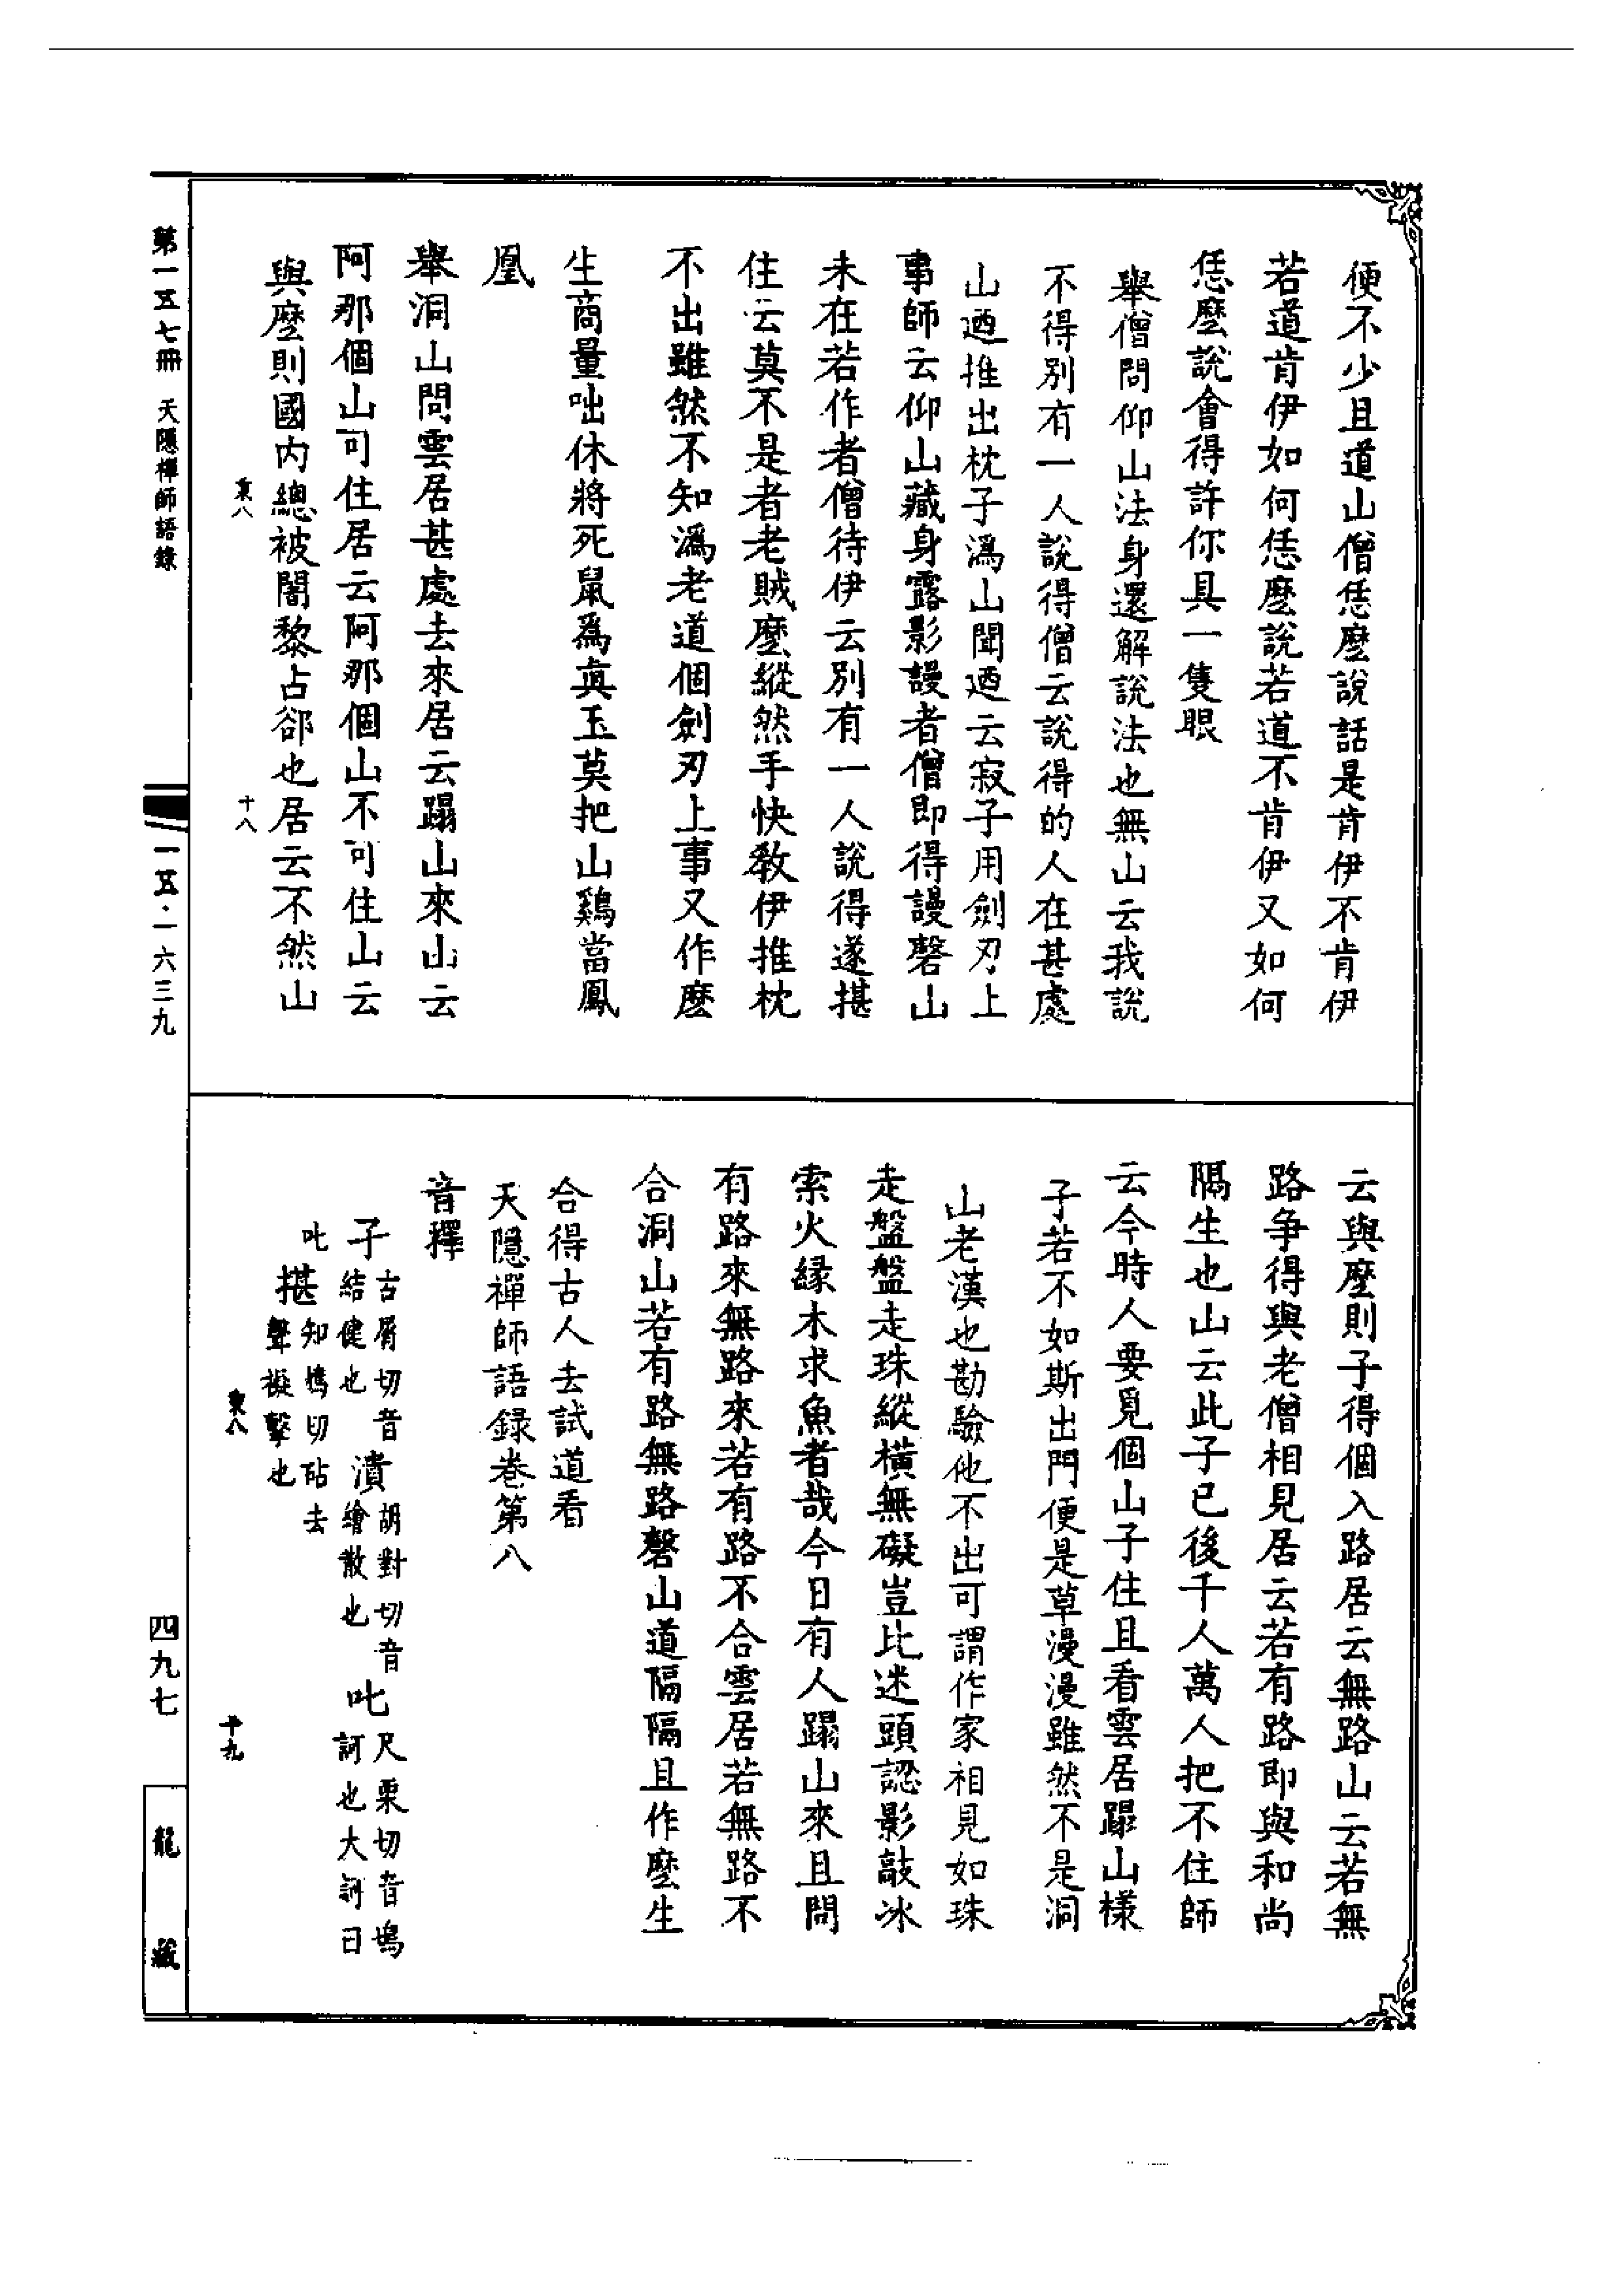 便不少且道山僧恁麼說話是肯伊不肯伊
若道肯伊如何恁麼說若道不肯伊又如何
恁麼說會得許你具一隻眼
舉僧問仰山法身還解說法也無山云我說
不得別有一人說得僧云說得的人在甚處
山迺推出枕子溈山聞迺云寂子用劍刃上
事師云仰山藏身露影謾者僧即得謾磬山
未在若作者僧待伊云別有一人說得遂揕
住云莫不是者老賊麼縱然手快教伊推枕
不出雖然不知溈老道個劍刃上事又作麼
生商量咄休將死鼠爲真玉莫把山鷄當鳳
凰
舉洞山問雲居甚處去來居云蹋山來山云
阿那個山可住居云阿那個山不可住山云
與麼則國內總被闍黎占卻也居云不然山
云與麼則子得個入路居云無路山云若無
路爭得與老僧相見居云若有路即與和尚
隔生也山云此子已後千人萬人把不住師
云今時人要覓個山子住且看雲居蹋山樣
子若不如斯出門便是草漫漫雖然不是洞
山老漢也勘驗他不出可謂作家相見如珠
走盤盤走珠縱橫無礙豈比迷頭認影敲冰
索火緣木求魚者哉今日有人蹋山來且問
有路來無路來若有路不合雲居若無路不
合洞山若有路無路磬山道隔隔且作麼生
合得古人去試道看
天隱禪師語錄卷第八
音釋
孑
古屑切音
結健也
潰
胡對切音
繪散也
叱
尺栗切音鴆
訶也大訶曰
叱
揕
知鴆切砧去
聲擬擊也
第一五七冊 天隱禪師語錄
一五·一六三九
四九七
龍藏
東八
十八
東八
十九